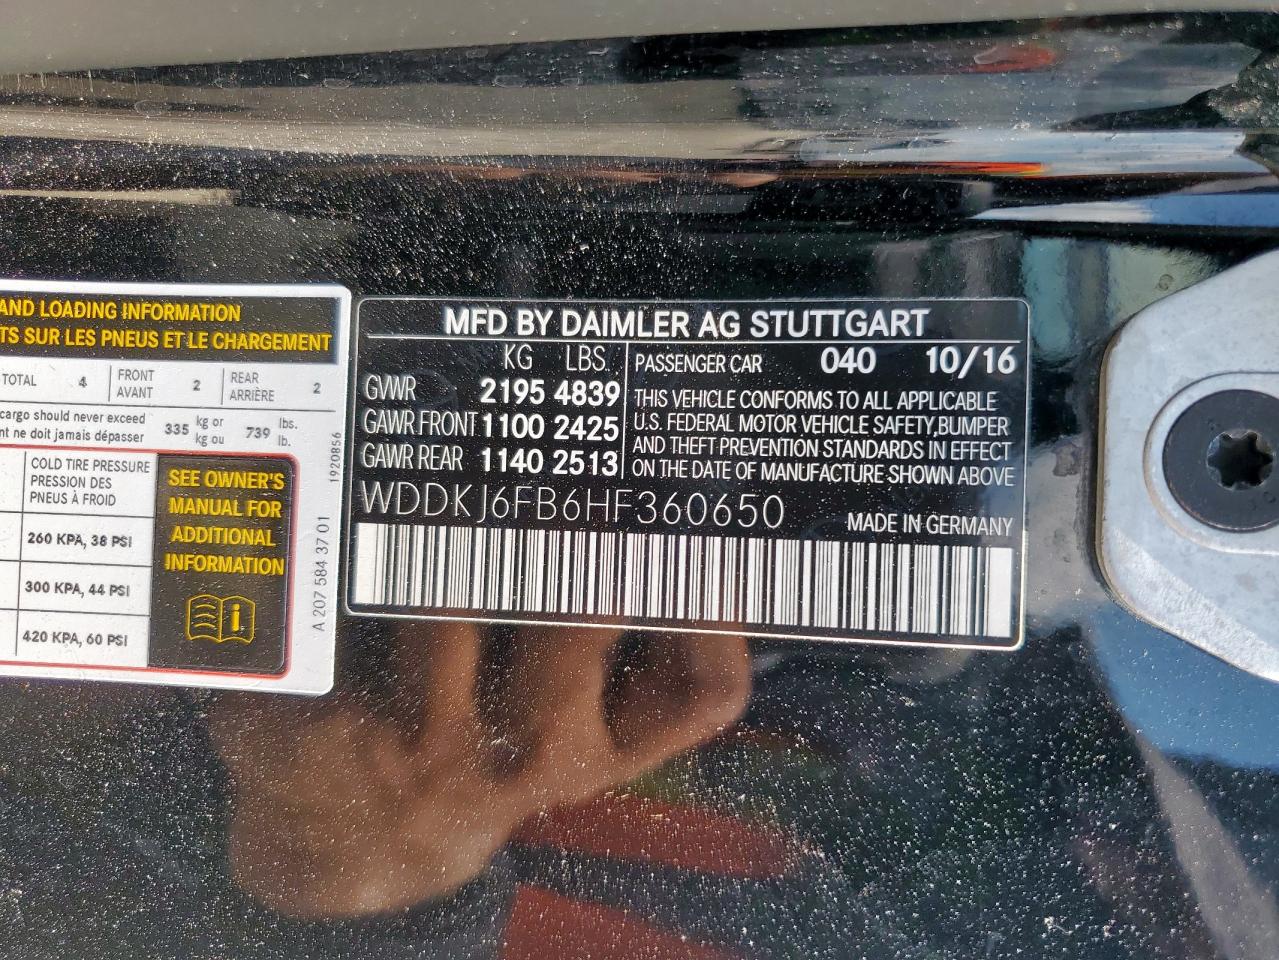 AND LOADING INFORMATION
TS SUR LES PNEUS ET LE CHARGEMENT
TOTAL 4 FRONT AVANT 2 REAR ARRIÈRE 2
cargo should never exceed
nt ne doit jamais dépasser
335 kg or kg ou 739 lbs. lb.
COLD TIRE PRESSURE
PRESSION DES
PNEUS À FROID
260 KPA, 38 PSI
300 KPA, 44 PSI
420 KPA, 60 PSI
SEE OWNER'S
MANUAL FOR
ADDITIONAL
INFORMATION
1920856
A 207 584 37 01
MFD BY DAIMLER AG STUTTGART
KG LBS.
GVWR 2195 4839
GAWR FRONT 1100 2425
GAWR REAR 1140 2513
PASSENGER CAR 040 10/16
THIS VEHICLE CONFORMS TO ALL APPLICABLE
U.S. FEDERAL MOTOR VEHICLE SAFETY, BUMPER
AND THEFT PREVENTION STANDARDS IN EFFECT
ON THE DATE OF MANUFACTURE SHOWN ABOVE
WDDKJ6FB6HF360650
MADE IN GERMANY